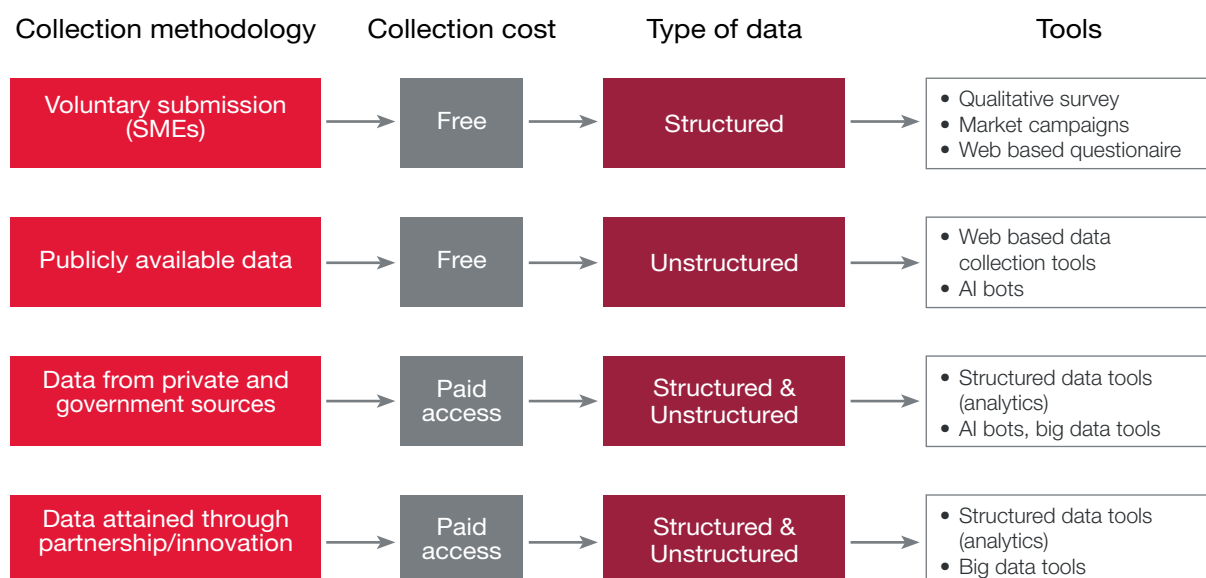 Collection methodology
Collection cost
Type of data
Tools
Voluntary submission
(SMEs)
Free
Structured
• Qualitative survey
• Market campaigns
• Web based questionaire
Publicly available data
Free
Unstructured
• Web based data
collection tools
• AI bots
Data from private and
government sources
Paid
access
Structured &
Unstructured
• Structured data tools
(analytics)
• AI bots, big data tools
Data attained through
partnership/innovation
Paid
access
Structured &
Unstructured
• Structured data tools
(analytics)
• Big data tools